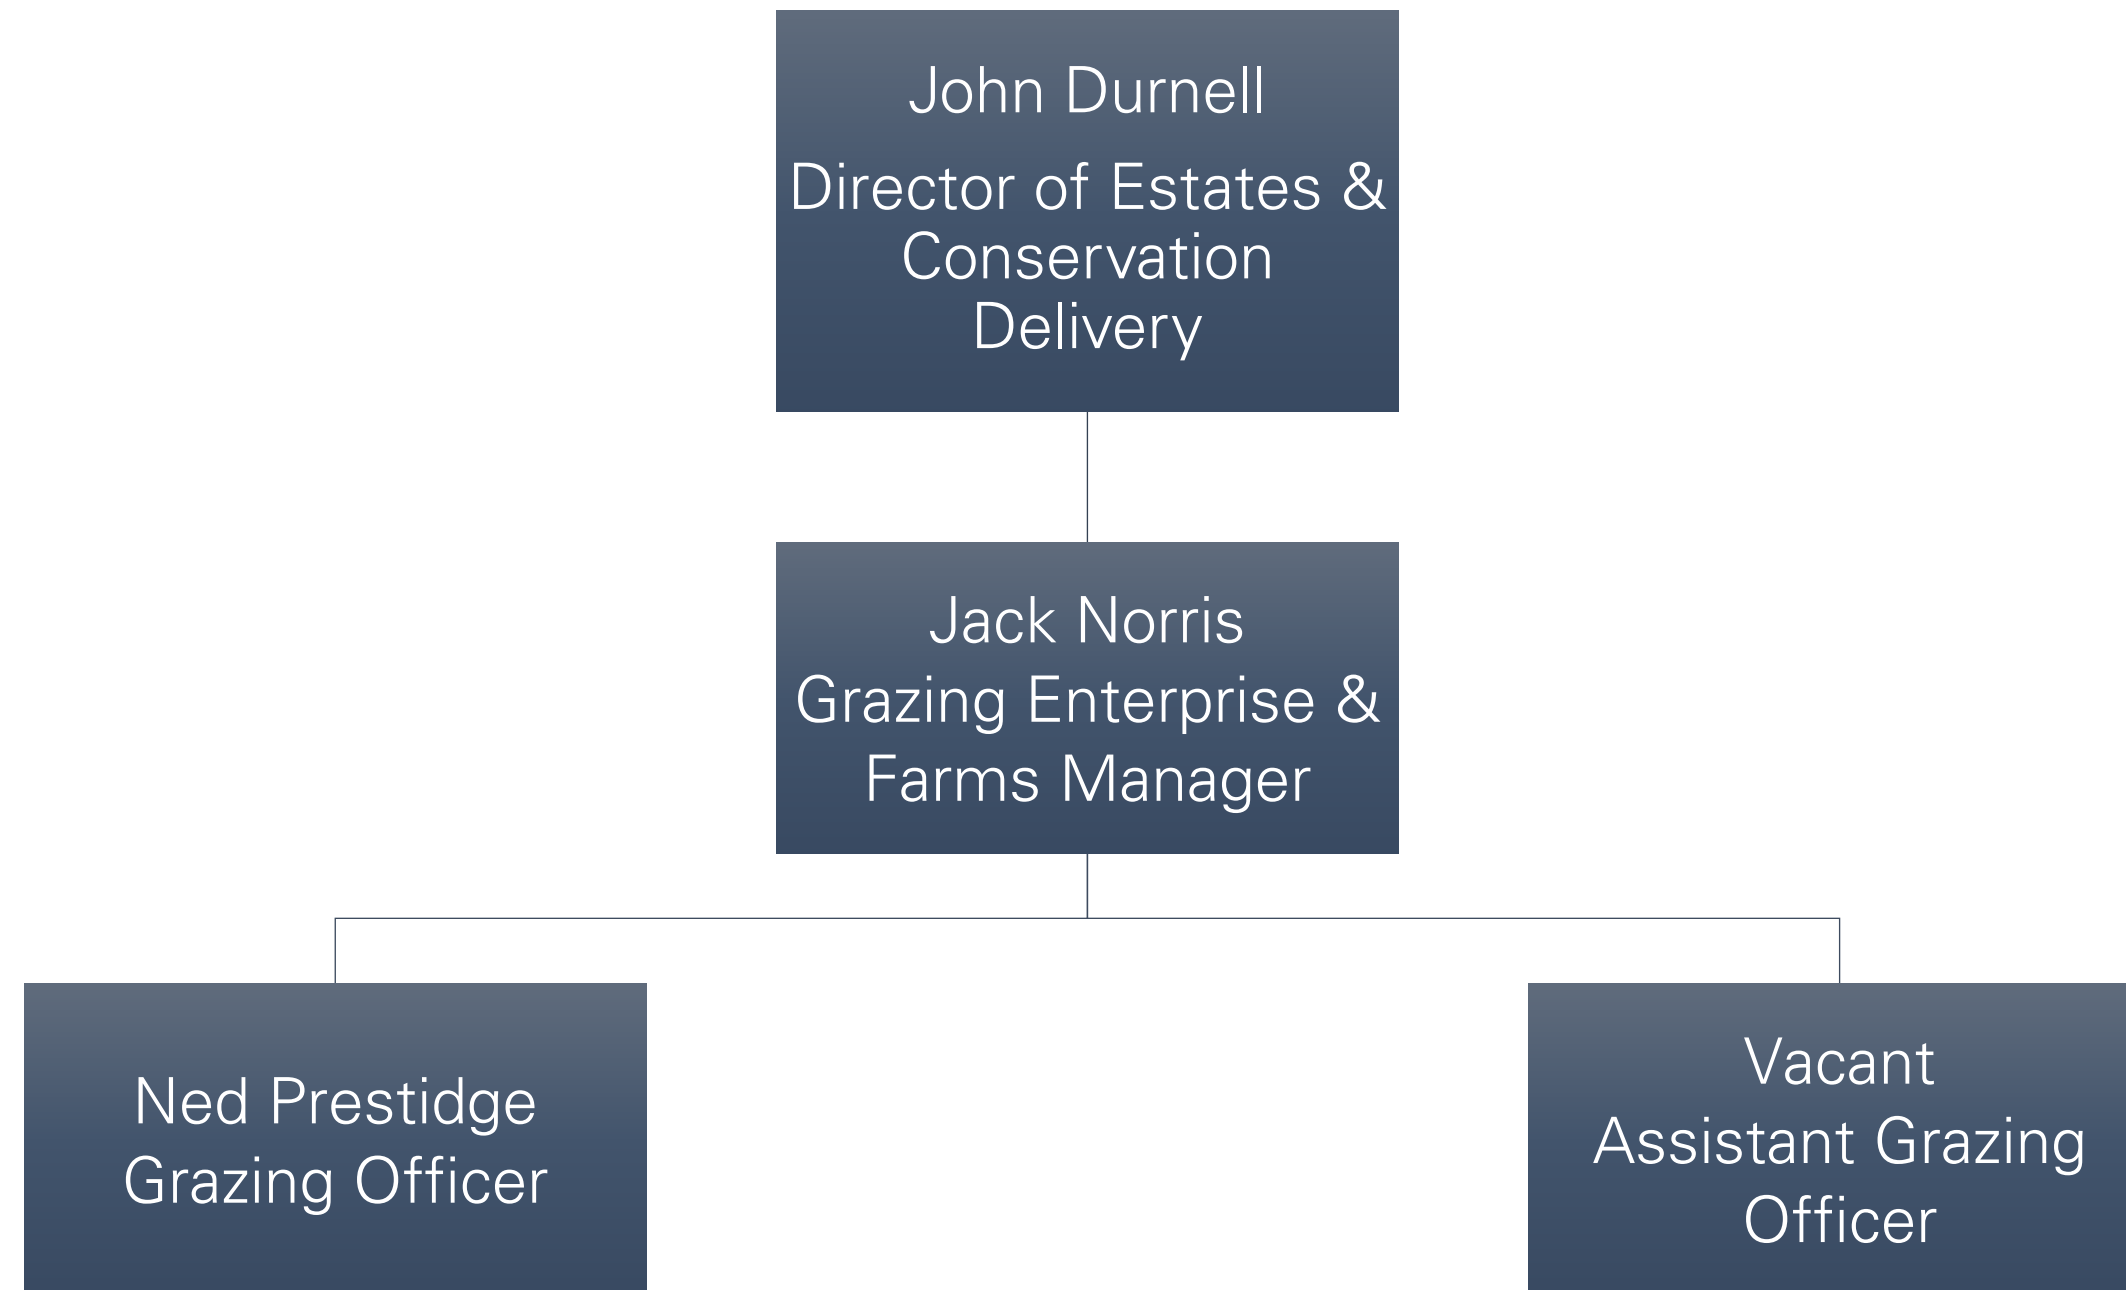 John Durnell
Director of Estates &
Conservation
Delivery
Jack Norris
Grazing Enterprise &
Farms Manager
Ned Prestidge
Grazing Officer
Vacant
Assistant Grazing
Officer